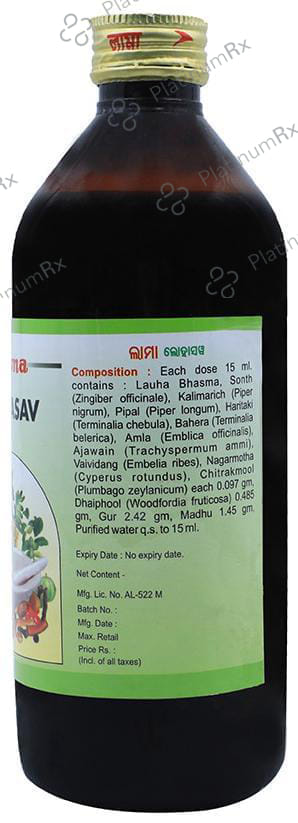 लामा
ma
ASAV
ଲାମା ଲୋହାସୱ
Composition : Each dose 15 ml.
contains : Lauha Bhasma, Sonth
(Zingiber officinale), Kalimarich (Piper
nigrum), Pipal (Piper longum), Haritaki
(Terminalia chebula), Bahera (Terminalia
belerica), Amla (Emblica officinalis),
Ajawain (Trachyspermum ammi),
Vaividang (Embelia ribes), Nagarmotha
(Cyperus rotundus), Chitrakmool
(Plumbago zeylanicum) each 0.097 gm,
Dhaiphool (Woodfordia fruticosa) 0.485
gm, Gur 2.42 gm, Madhu 1.45 gm,
Purified water q.s. to 15 ml.
Expiry Date : No expiry date.
Net Content -
Mfg. Lic. No. AL-522 M
Batch No. :
Mfg. Date :
Max. Retail
Price Rs. :
(Incl. of all taxes)
PlatinumRx
PlatinumRx
PlatinumRx